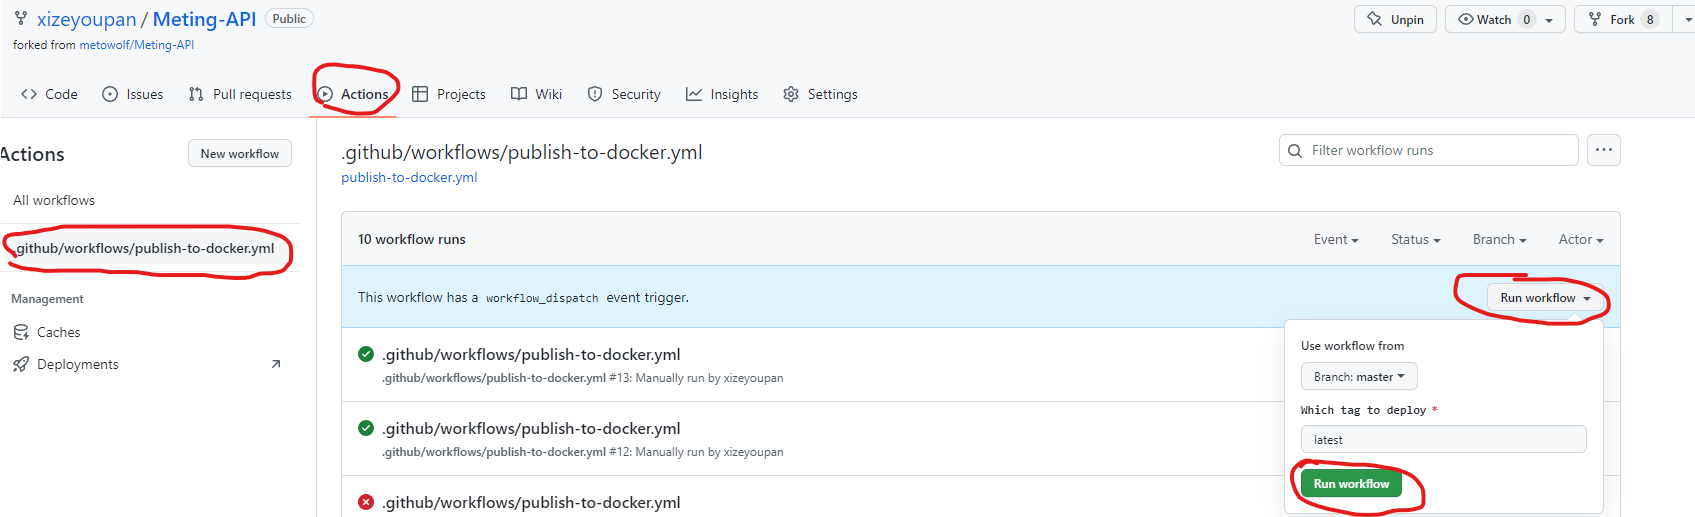 xizeyoupan / Meting-API Public
Unpin Watch 0 Fork 8
forked from metowolf/Meting-API
Code Issues Pull requests Actions Projects Wiki Security Insights Settings
Actions New workflow
All workflows
.github/workflows/publish-to-docker.yml
Management
Caches
Deployments
.github/workflows/publish-to-docker.yml
publish-to-docker.yml
Filter workflow runs
10 workflow runs
Event Status Branch Actor
This workflow has a workflow_dispatch event trigger.
Run workflow
.github/workflows/publish-to-docker.yml
.github/workflows/publish-to-docker.yml #13: Manually run by xizeyoupan
.github/workflows/publish-to-docker.yml
.github/workflows/publish-to-docker.yml #12: Manually run by xizeyoupan
.github/workflows/publish-to-docker.yml
Use workflow from
Branch: master
Which tag to deploy *
latest
Run workflow